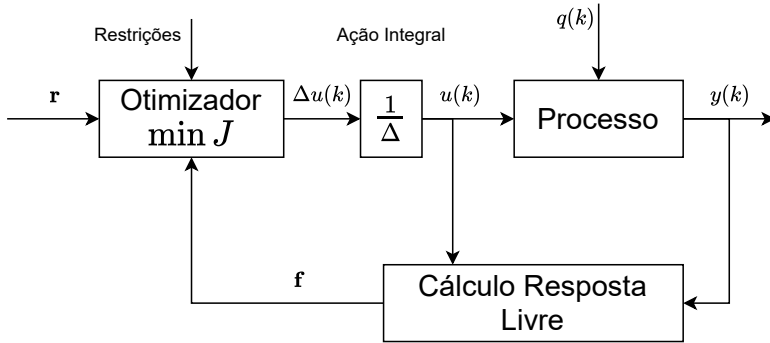 q(k)
Restrições
Ação Integral
r
Otimizador
min J
Δu(k)
1
Δ
u(k)
Processo
y(k)
f
Cálculo Resposta
Livre